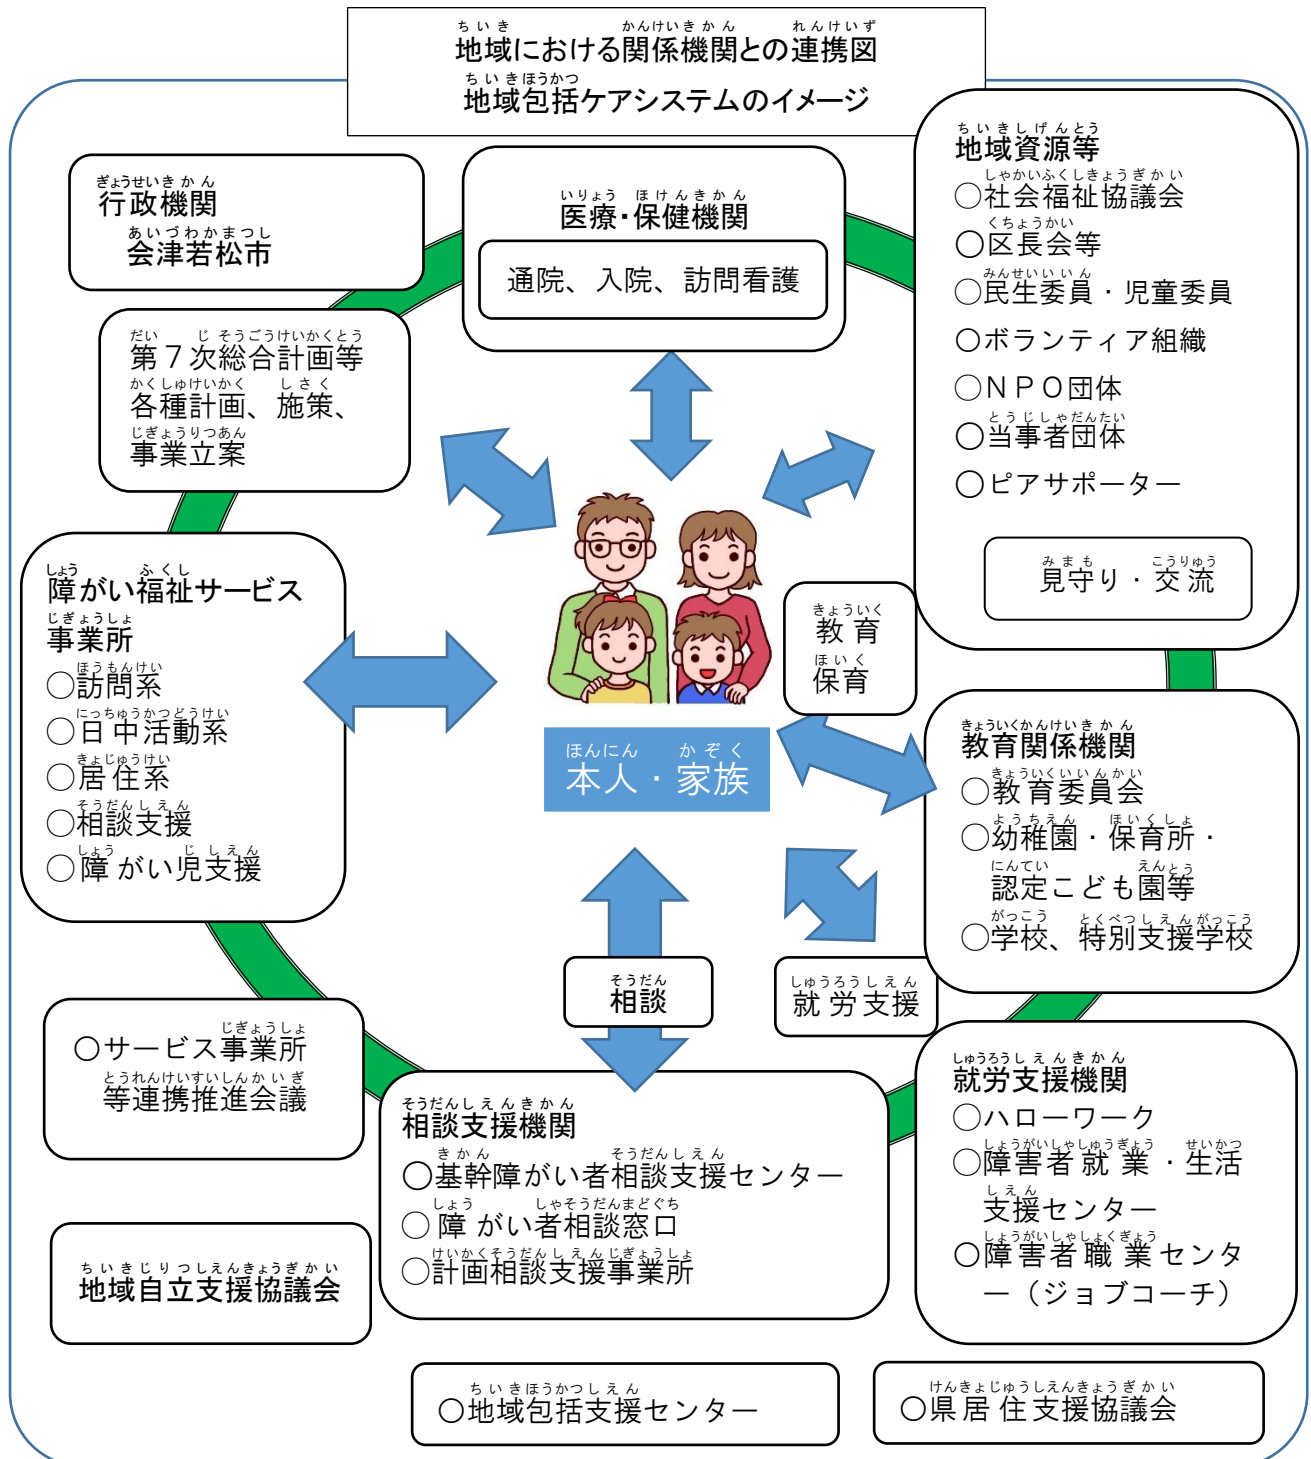 地域における関係機関との連携図
地域包括ケアシステムのイメージ
行政機関
会津若松市
第７次総合計画等
各種計画、施策、
事業立案
医療・保健機関
通院、入院、訪問看護
地域資源等
○社会福祉協議会
○区長会等
○民生委員・児童委員
○ボランティア組織
○ＮＰＯ団体
○当事者団体
○ピアサポーター
見守り・交流
障がい福祉サービス
事業所
○訪問系
○日中活動系
○居住系
○相談支援
○障がい児支援
教育
保育
本人・家族
教育関係機関
○教育委員会
○幼稚園・保育所・
認定こども園等
○学校、特別支援学校
相談
就労支援
○サービス事業所
等連携推進会議
相談支援機関
○基幹障がい者相談支援センター
○障がい者相談窓口
○計画相談支援事業所
就労支援機関
○ハローワーク
○障害者就業・生活
支援センター
○障害者職業センタ
ー（ジョブコーチ）
地域自立支援協議会
○地域包括支援センター
○県居住支援協議会